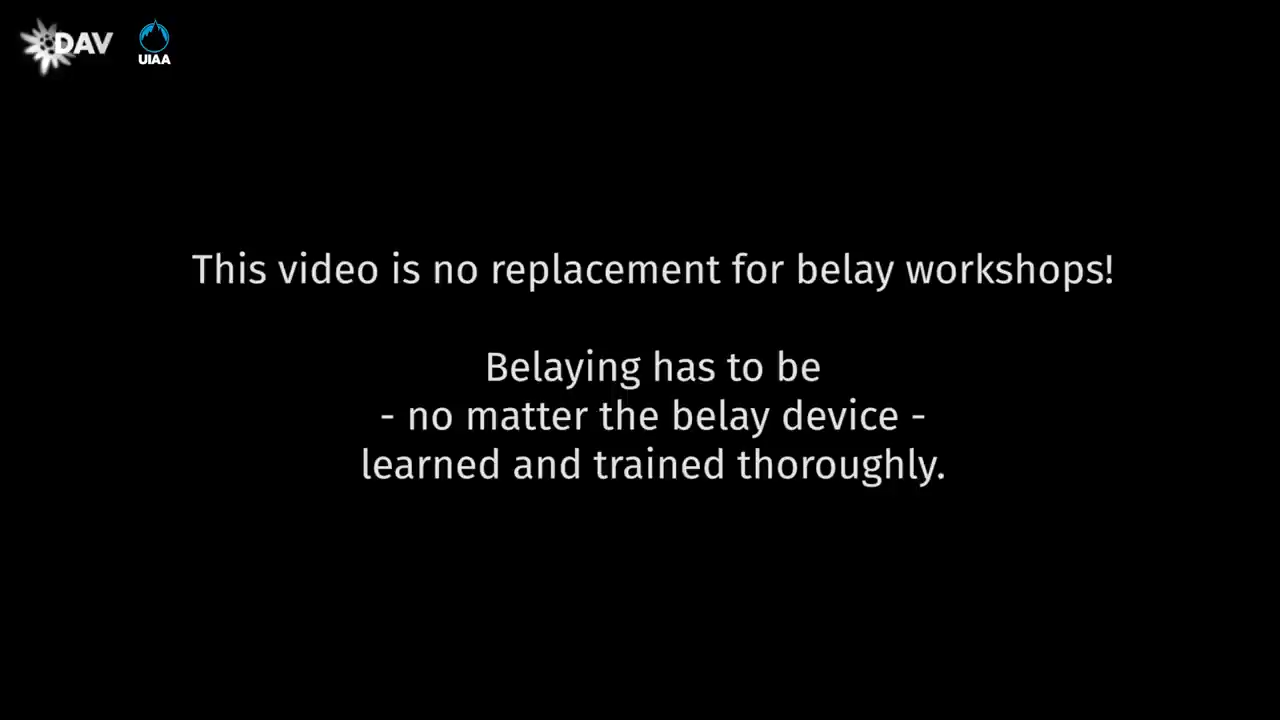 DAV
UIAA
This video is no replacement for belay workshops!
Belaying has to be
- no matter the belay device -
learned and trained thoroughly.